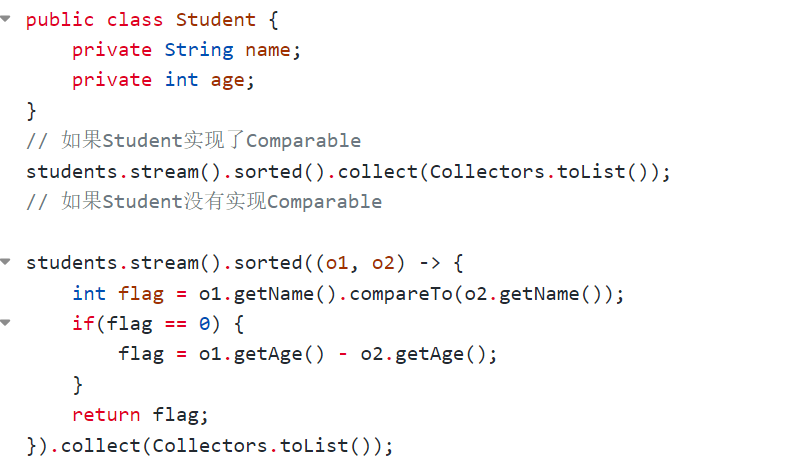 public class Student {
    private String name;
    private int age;
}
// 如果Student实现了Comparable
students.stream().sorted().collect(Collectors.toList());
// 如果Student没有实现Comparable
students.stream().sorted((o1, o2) -> {
    int flag = o1.getName().compareTo(o2.getName());
    if(flag == 0) {
        flag = o1.getAge() - o2.getAge();
    }
    return flag;
}).collect(Collectors.toList());